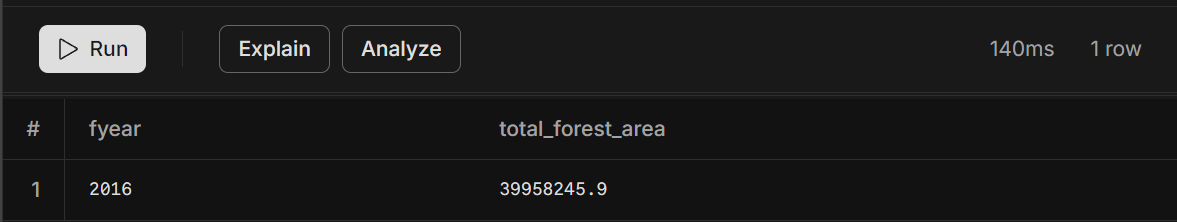 Run Explain Analyze 140ms 1 row
# fyear total_forest_area
1 2016 39958245.9